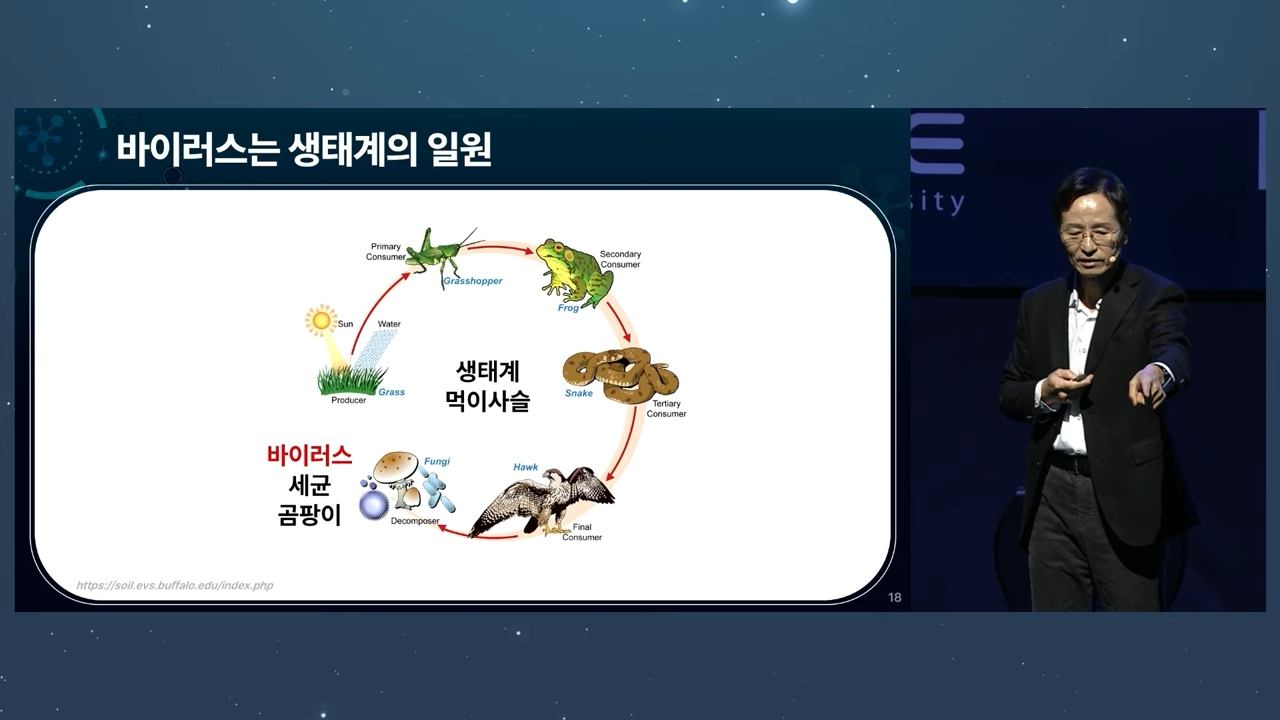 바이러스는 생태계의 일원
Primary
Consumer
Grasshopper
Secondary
Consumer
Frog
Sun
Water
Grass
Producer
생태계
먹이사슬
Snake
Tertiary
Consumer
바이러스
세균
곰팡이
Fungi
Decomposer
Hawk
Final
Consumer
https://soil.evs.buffalo.edu/index.php
18
E
sity